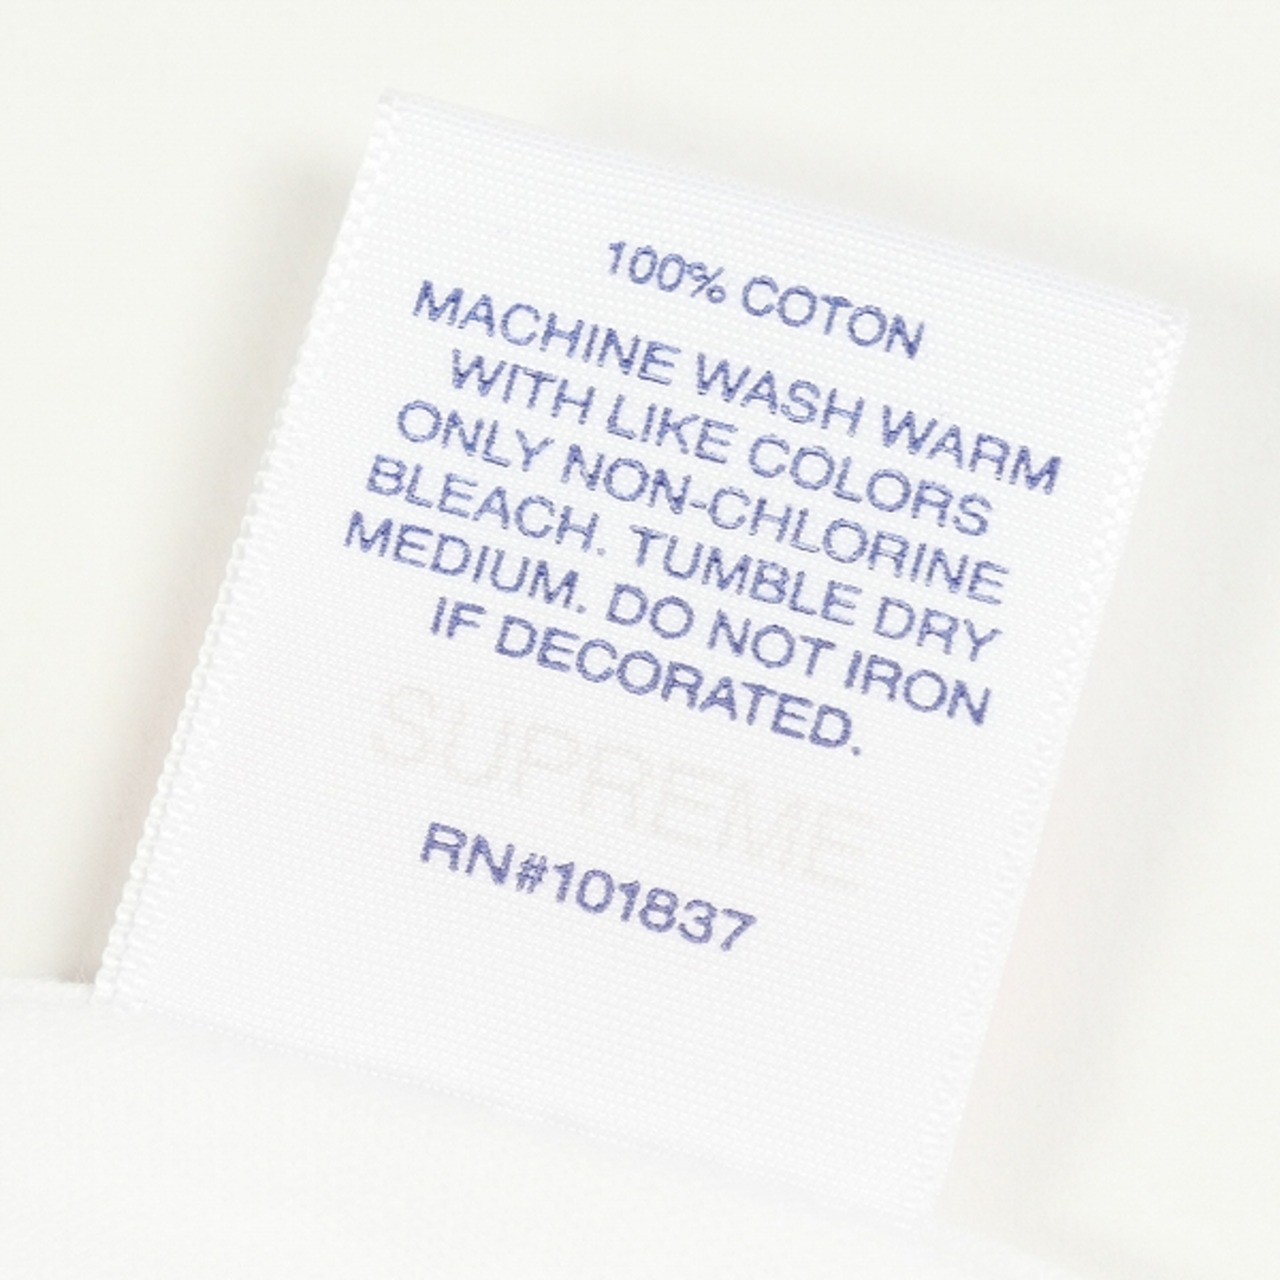 100% COTON
MACHINE WASH WARM
WITH LIKE COLORS
ONLY NON-CHLORINE
BLEACH. TUMBLE DRY
MEDIUM. DO NOT IRON
IF DECORATED.
SUPREME
RN#101837